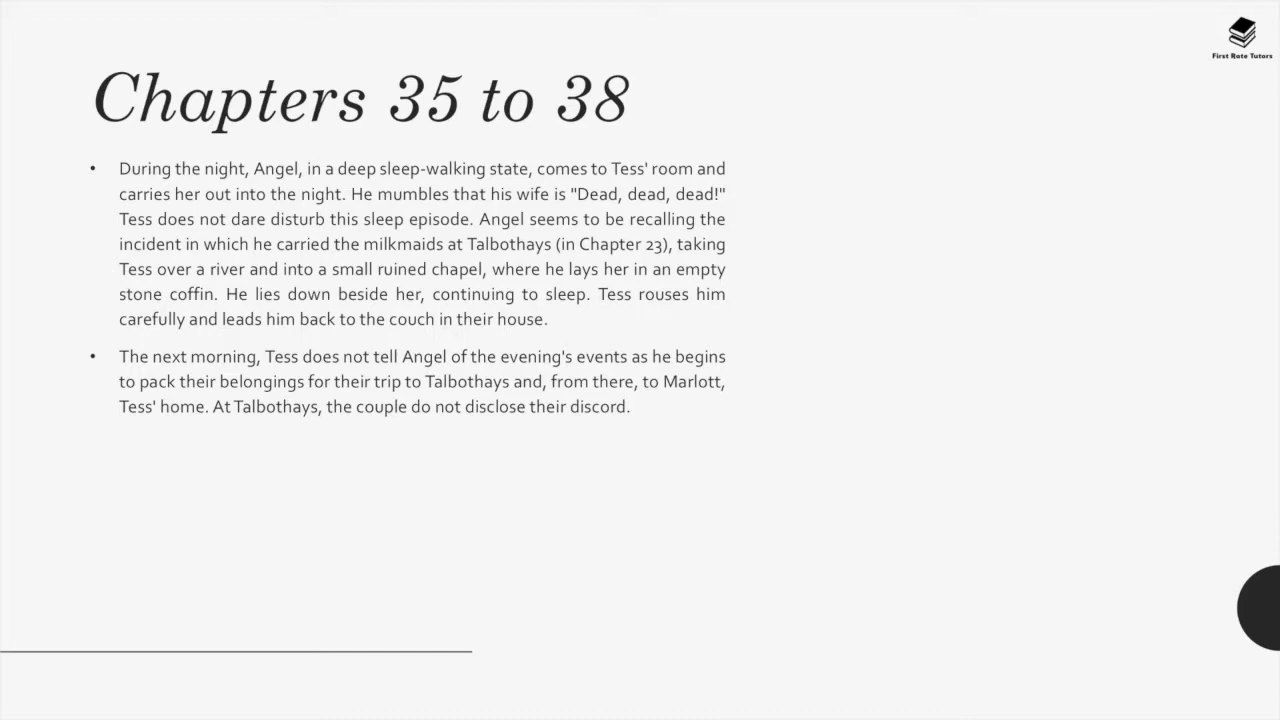 First Rate Tutors
Chapters 35 to 38
• During the night, Angel, in a deep sleep-walking state, comes to Tess' room and
carries her out into the night. He mumbles that his wife is "Dead, dead, dead!"
Tess does not dare disturb this sleep episode. Angel seems to be recalling the
incident in which he carried the milkmaids at Talbothays (in Chapter 23), taking
Tess over a river and into a small ruined chapel, where he lays her in an empty
stone coffin. He lies down beside her, continuing to sleep. Tess rouses him
carefully and leads him back to the couch in their house.
• The next morning, Tess does not tell Angel of the evening's events as he begins
to pack their belongings for their trip to Talbothays and, from there, to Marlott,
Tess' home. At Talbothays, the couple do not disclose their discord.